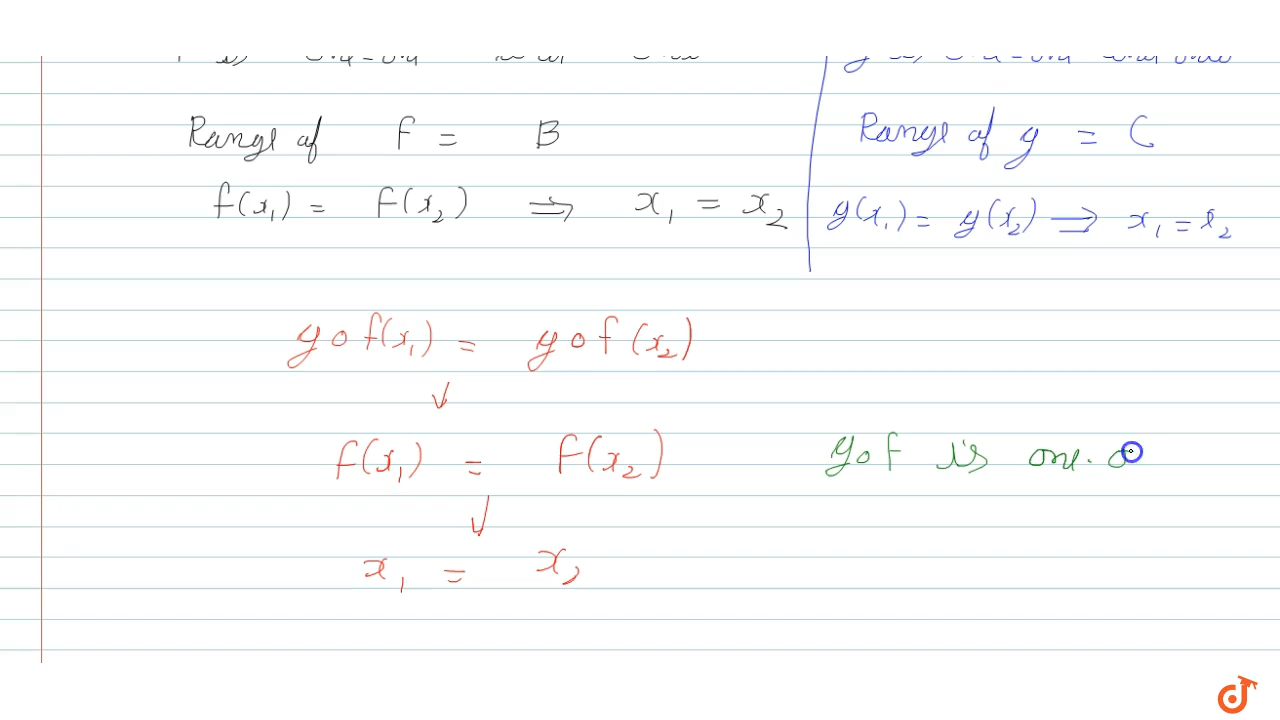 Range of F = B
f(x₁) = F(x₂) ⇒ x₁ = x₂
Range of g = C
g(x₁) = g(x₂) ⇒ x₁ = x₂
gof(x₁) = gof(x₂)
↓
f(x₁) = F(x₂)
↓
x₁ = x₂
gof is one. o